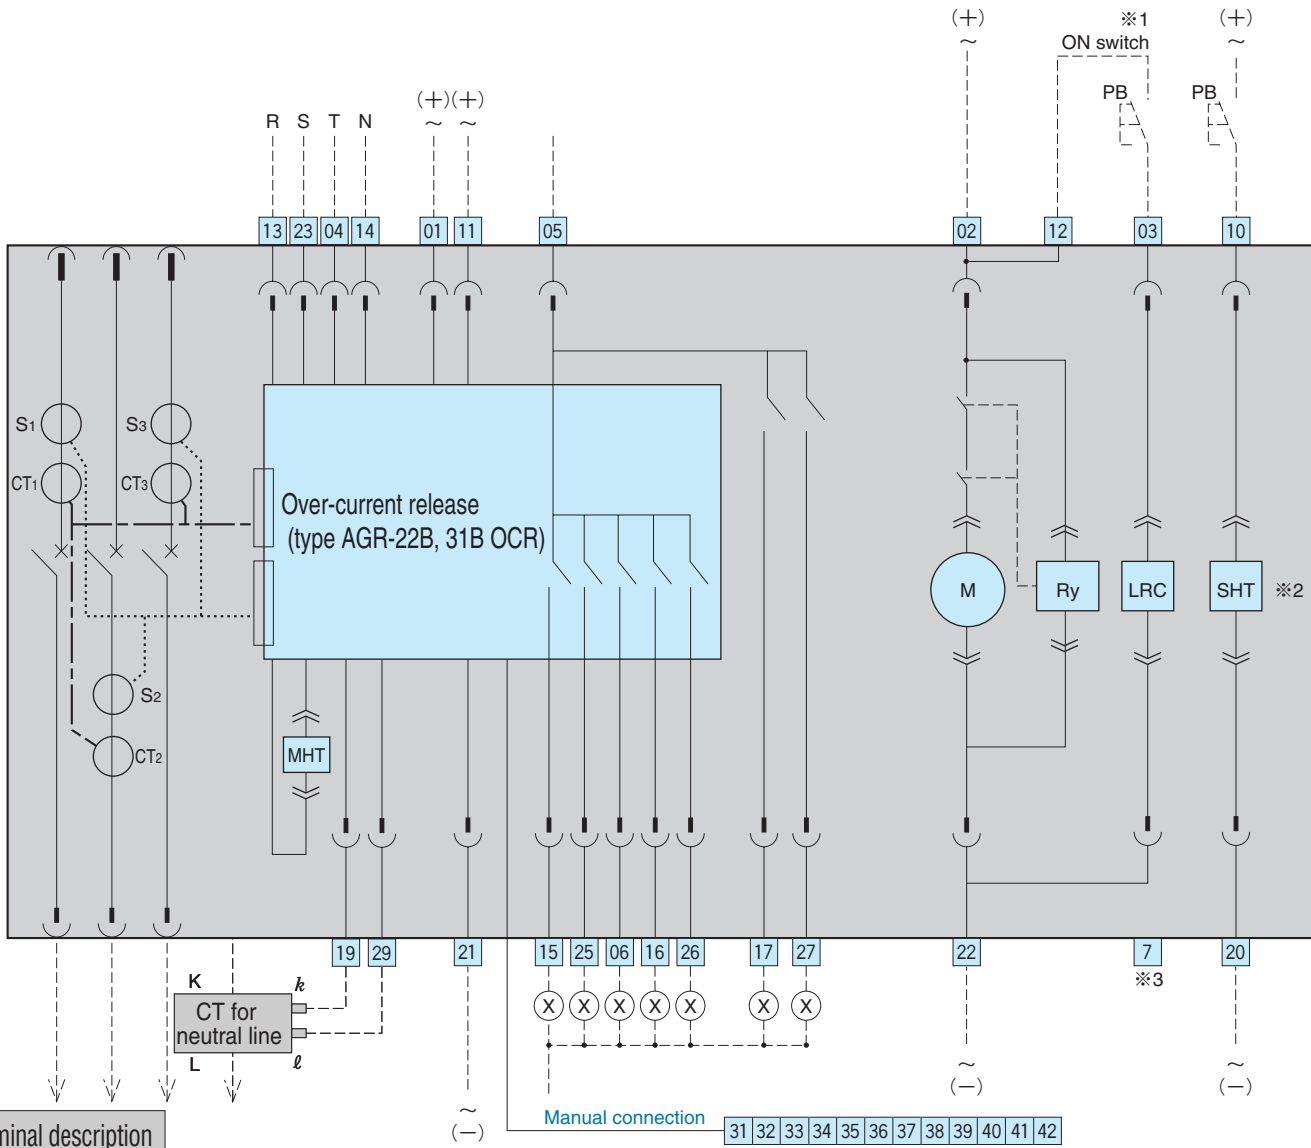 (+) ※1 (+)
~ ON switch ~
PB PB
(+) (+)
R S T N ~ ~
13 23 04 14 01 11 05 02 12 03 10
S1 S3
CT1 CT3
Over-current release
(type AGR-22B, 31B OCR)
M Ry LRC SHT ※2
S2
CT2
MHT
19 29 21 15 25 06 16 26 17 27 22 7 20
※3
K k
CT for
neutral line
L ℓ
X X X X X X X
~ ~ ~
(−) (−) (−)
Manual connection
31 32 33 34 35 36 37 38 39 40 41 42
minal description